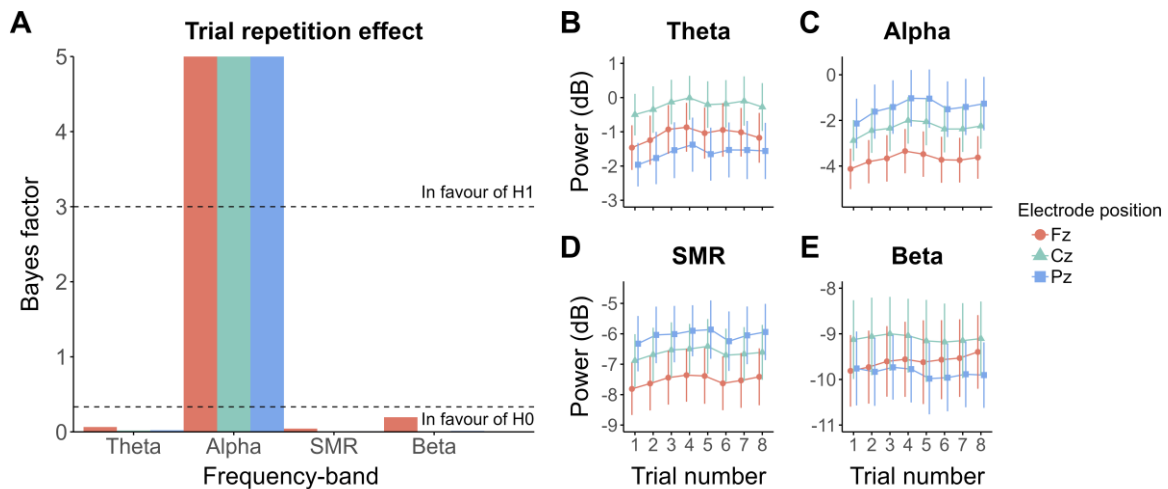 A
Trial repetition effect
5
4
3
2
1
0
Bayes factor
In favour of H1
In favour of H0
Theta
Alpha
SMR
Beta
Frequency-band
B
Theta
1
0
-1
-2
-3
Power (dB)
C
Alpha
0
-2
-4
D
SMR
-5
-6
-7
-8
-9
Power (dB)
1 2 3 4 5 6 7 8
Trial number
E
Beta
-8
-9
-10
-11
1 2 3 4 5 6 7 8
Trial number
Electrode position
Fz
Cz
Pz